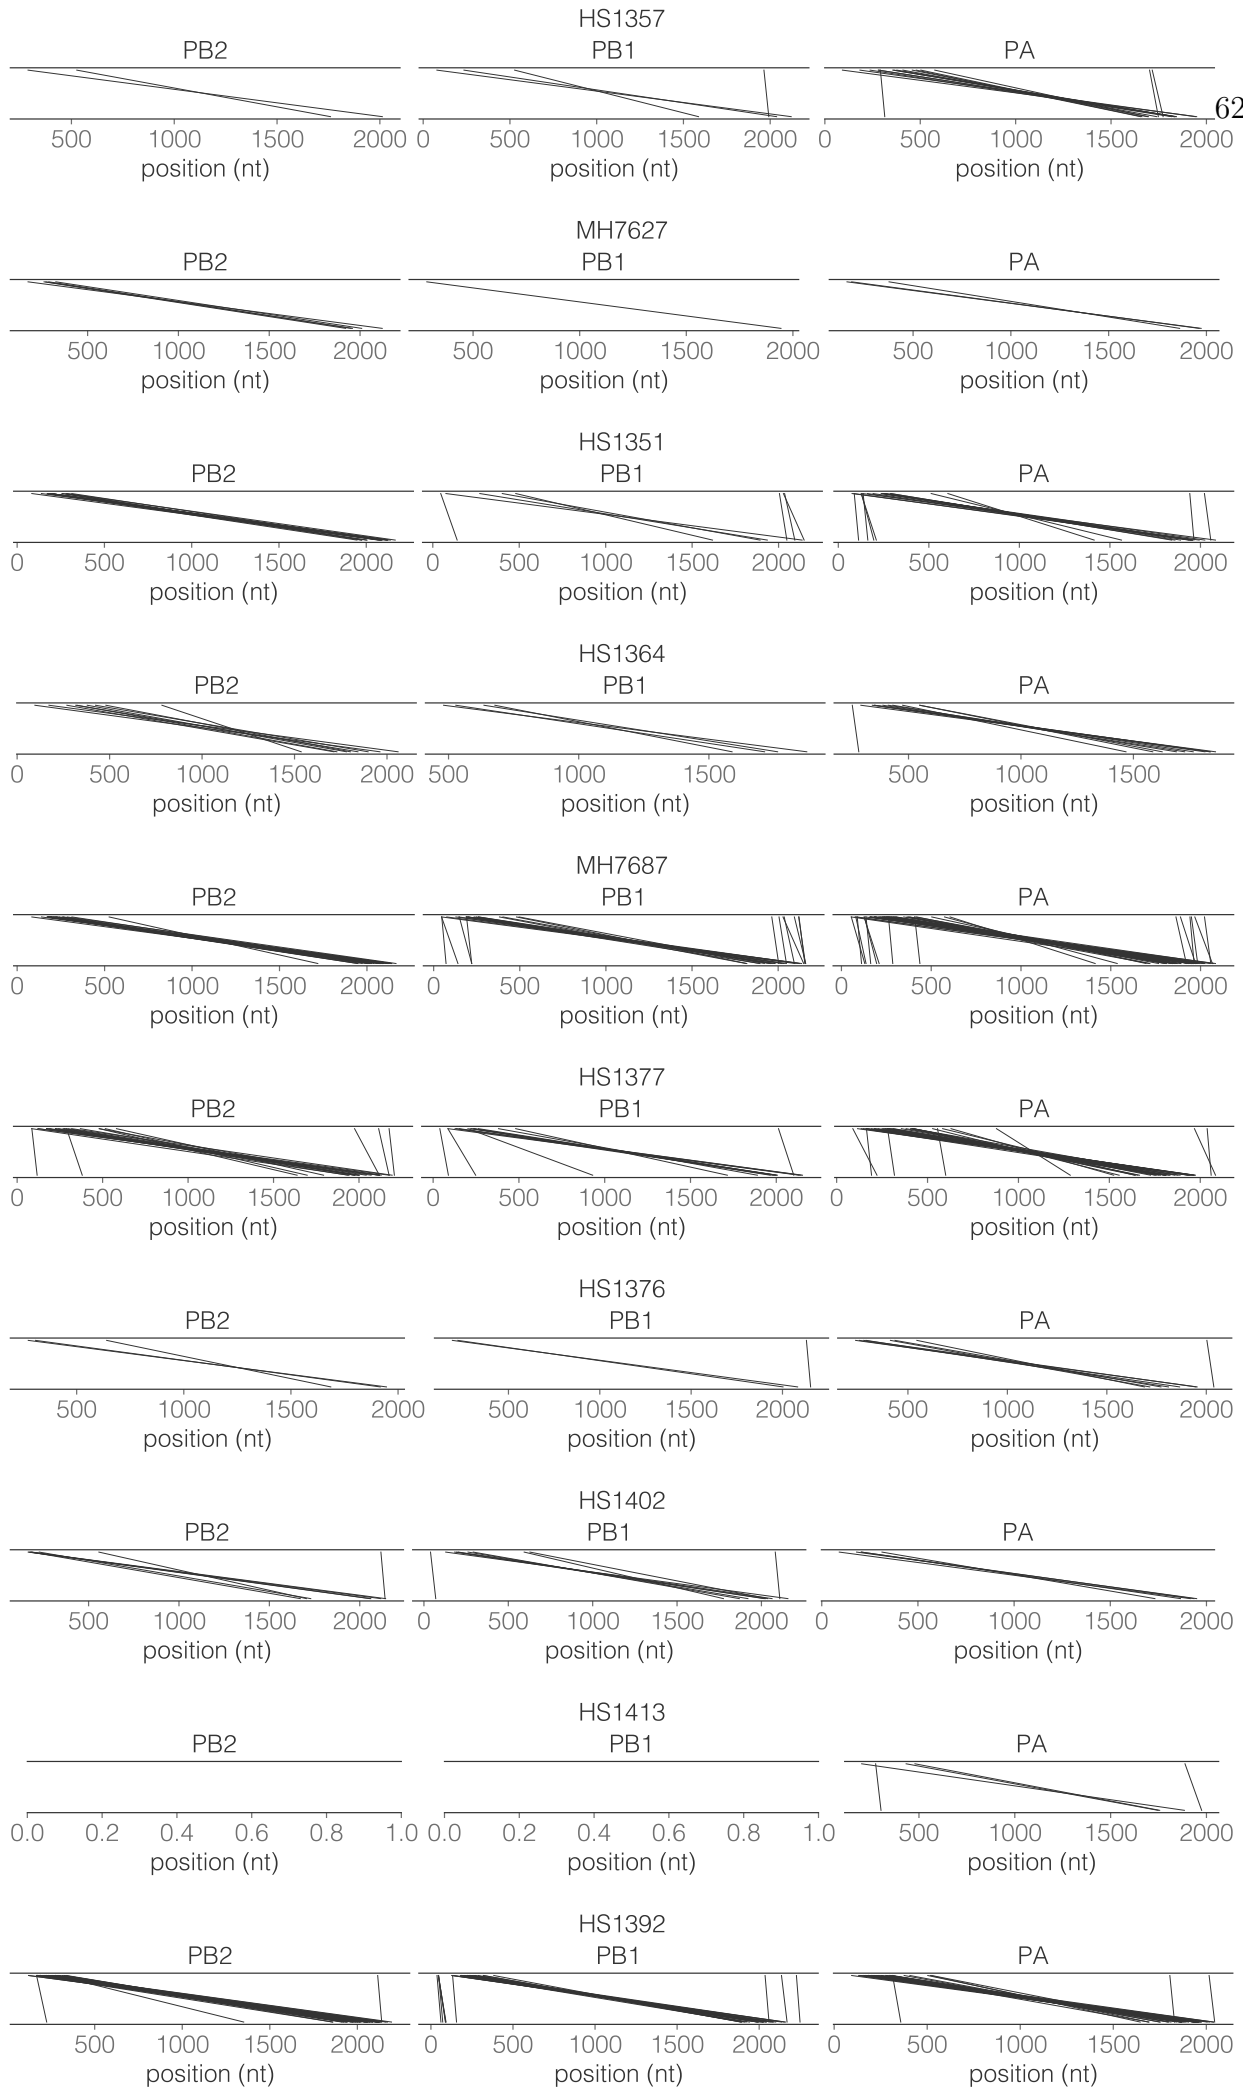 HS1357
PB2 PB1 PA
62
500 1000 1500 2000 0 500 1000 1500 2000 0 500 1000 1500 2000
position (nt) position (nt) position (nt)
MH7627
PB2 PB1 PA
500 1000 1500 2000 500 1000 1500 2000 500 1000 1500 2000
position (nt) position (nt) position (nt)
HS1351
PB2 PB1 PA
0 500 1000 1500 2000 0 500 1000 1500 2000 0 500 1000 1500 2000
position (nt) position (nt) position (nt)
HS1364
PB2 PB1 PA
0 500 1000 1500 2000 500 1000 1500 500 1000 1500
position (nt) position (nt) position (nt)
MH7687
PB2 PB1 PA
0 500 1000 1500 2000 0 500 1000 1500 2000 0 500 1000 1500 2000
position (nt) position (nt) position (nt)
HS1377
PB2 PB1 PA
0 500 1000 1500 2000 0 500 1000 1500 2000 0 500 1000 1500 2000
position (nt) position (nt) position (nt)
HS1376
PB2 PB1 PA
500 1000 1500 2000 500 1000 1500 2000 500 1000 1500 2000
position (nt) position (nt) position (nt)
HS1402
PB2 PB1 PA
500 1000 1500 2000 0 500 1000 1500 2000 0 500 1000 1500 2000
position (nt) position (nt) position (nt)
HS1413
PB2 PB1 PA
0.0 0.2 0.4 0.6 0.8 1.0 0.0 0.2 0.4 0.6 0.8 1.0 500 1000 1500 2000
position (nt) position (nt) position (nt)
HS1392
PB2 PB1 PA
500 1000 1500 2000 0 500 1000 1500 2000 0 500 1000 1500 2000
position (nt) position (nt) position (nt)